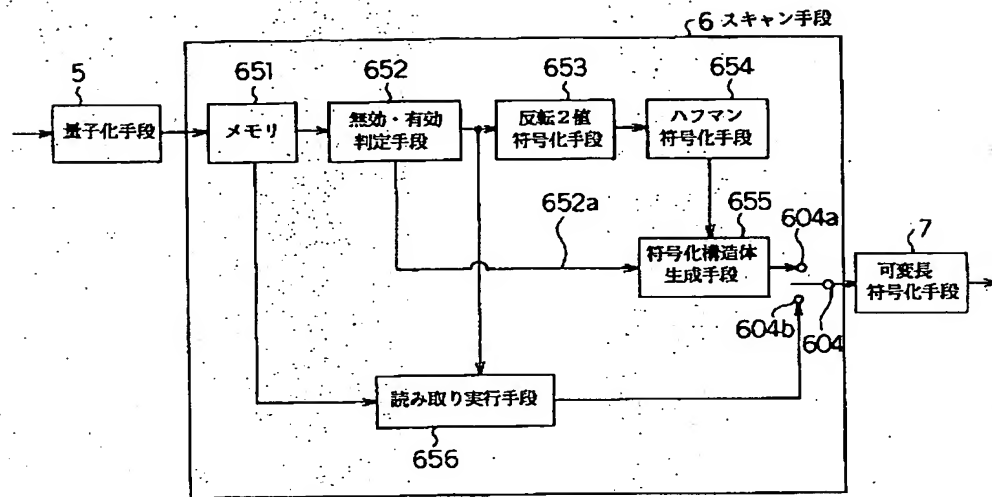 6 スキャン手段
5
651
652
653
654
量子化手段
メモリ
無効・有効
判定手段
反転2値
符号化手段
ハフマン
符号化手段
652a
655
604a
7
符号化構造体
生成手段
可変長
符号化手段
604b
604
読み取り実行手段
656